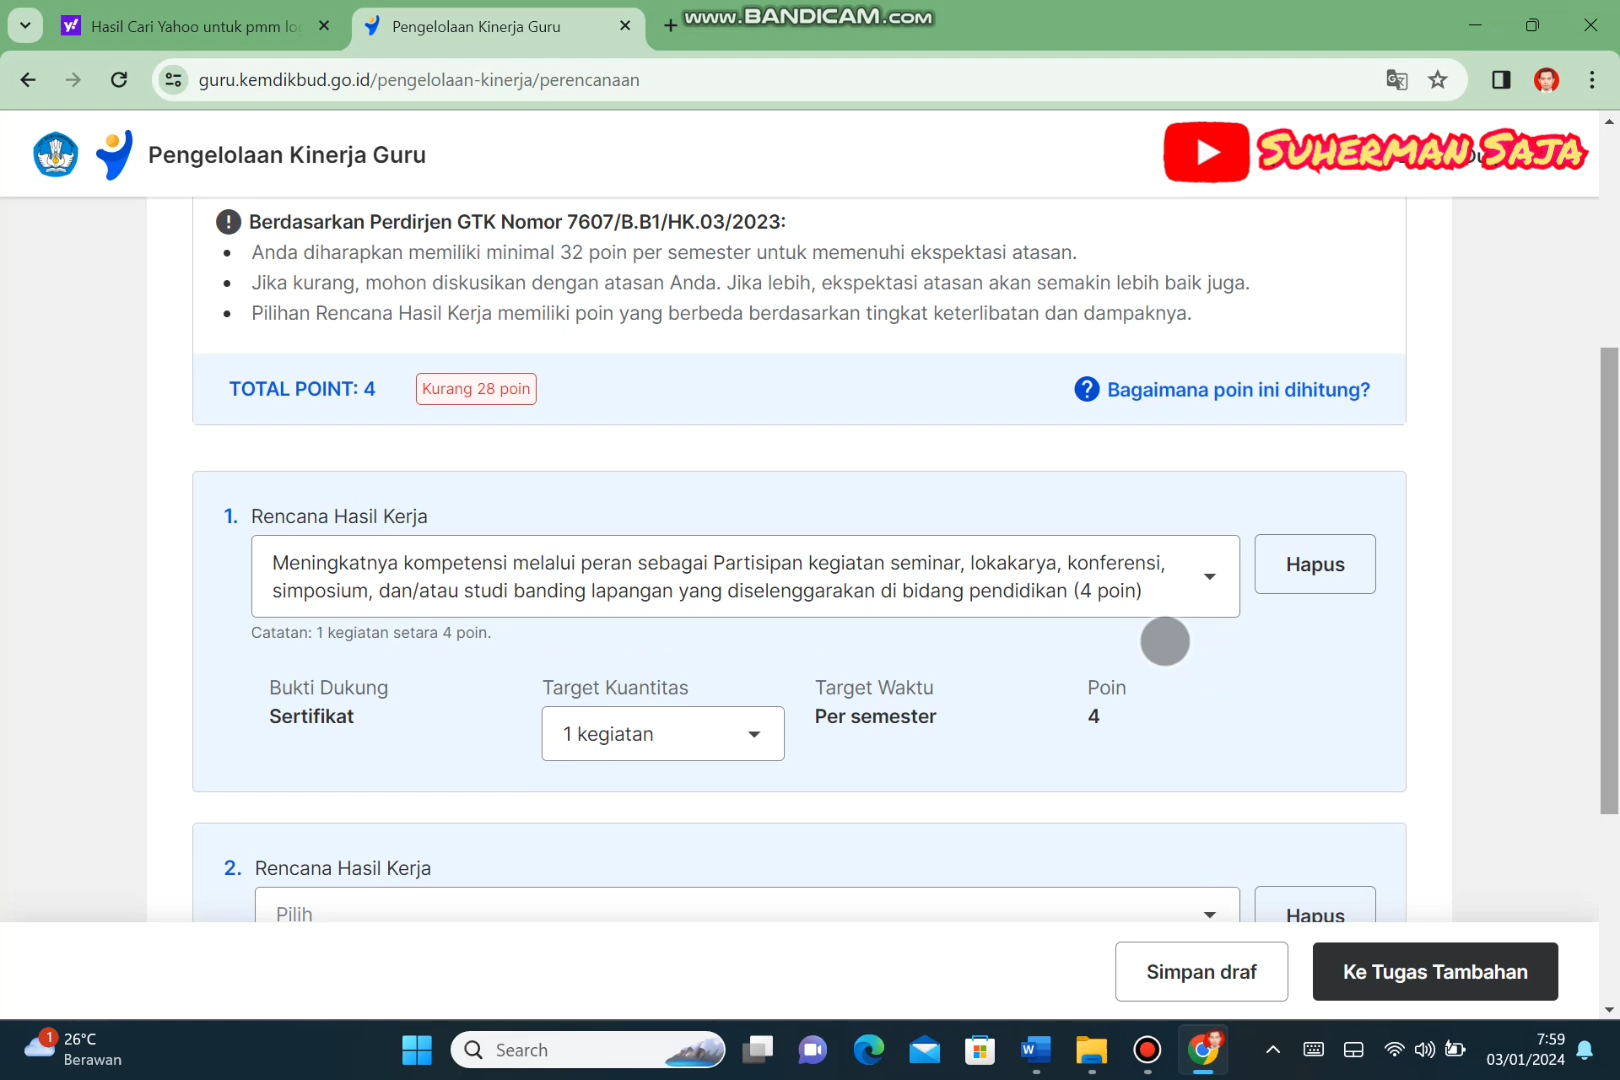 www.BANDICAM.com
Hasil Cari Yahoo untuk pmm lo
Pengelolaan Kinerja Guru
guru.kemdikbud.go.id/pengelolaan-kinerja/perencanaan
Pengelolaan Kinerja Guru
SUHERMAN SAJA
Berdasarkan Perdirjen GTK Nomor 7607/B.B1/HK.03/2023:
• Anda diharapkan memiliki minimal 32 poin per semester untuk memenuhi ekspektasi atasan.
• Jika kurang, mohon diskusikan dengan atasan Anda. Jika lebih, ekspektasi atasan akan semakin lebih baik juga.
• Pilihan Rencana Hasil Kerja memiliki poin yang berbeda berdasarkan tingkat keterlibatan dan dampaknya.
TOTAL POINT: 4 Kurang 28 poin
Bagaimana poin ini dihitung?
1. Rencana Hasil Kerja
Meningkatnya kompetensi melalui peran sebagai Partisipan kegiatan seminar, lokakarya, konferensi,
simposium, dan/atau studi banding lapangan yang diselenggarakan di bidang pendidikan (4 poin)
Hapus
Catatan: 1 kegiatan setara 4 poin.
Bukti Dukung Target Kuantitas Target Waktu Poin
Sertifikat 1 kegiatan Per semester 4
2. Rencana Hasil Kerja
Pilih
Hapus
Simpan draf
Ke Tugas Tambahan
1
26°C
Berawan
Search
7:59
03/01/2024